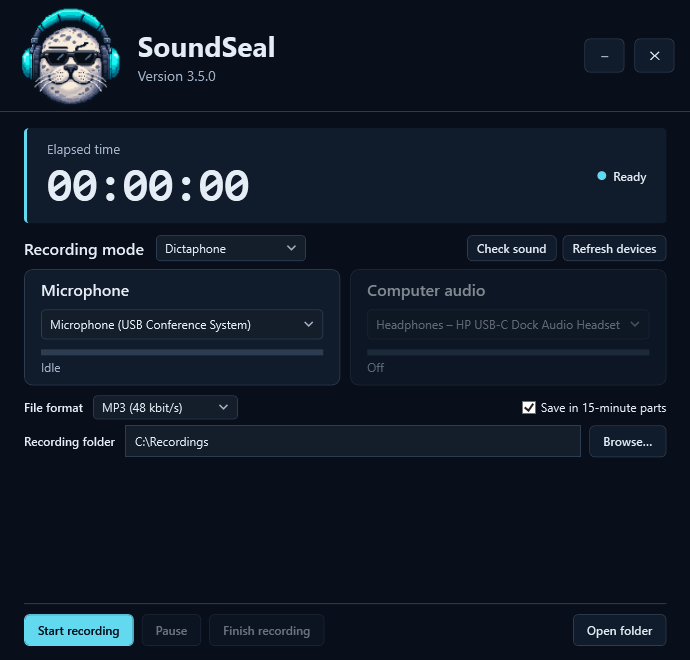 SoundSeal
Version 3.5.0
Elapsed time
00:00:00
Ready
Recording mode Dictaphone Check sound Refresh devices
Microphone
Microphone (USB Conference System)
Idle
Computer audio
Headphones – HP USB-C Dock Audio Headset
Off
File format MP3 (48 kbit/s) Save in 15-minute parts
Recording folder C:\Recordings Browse...
Start recording Pause Finish recording Open folder